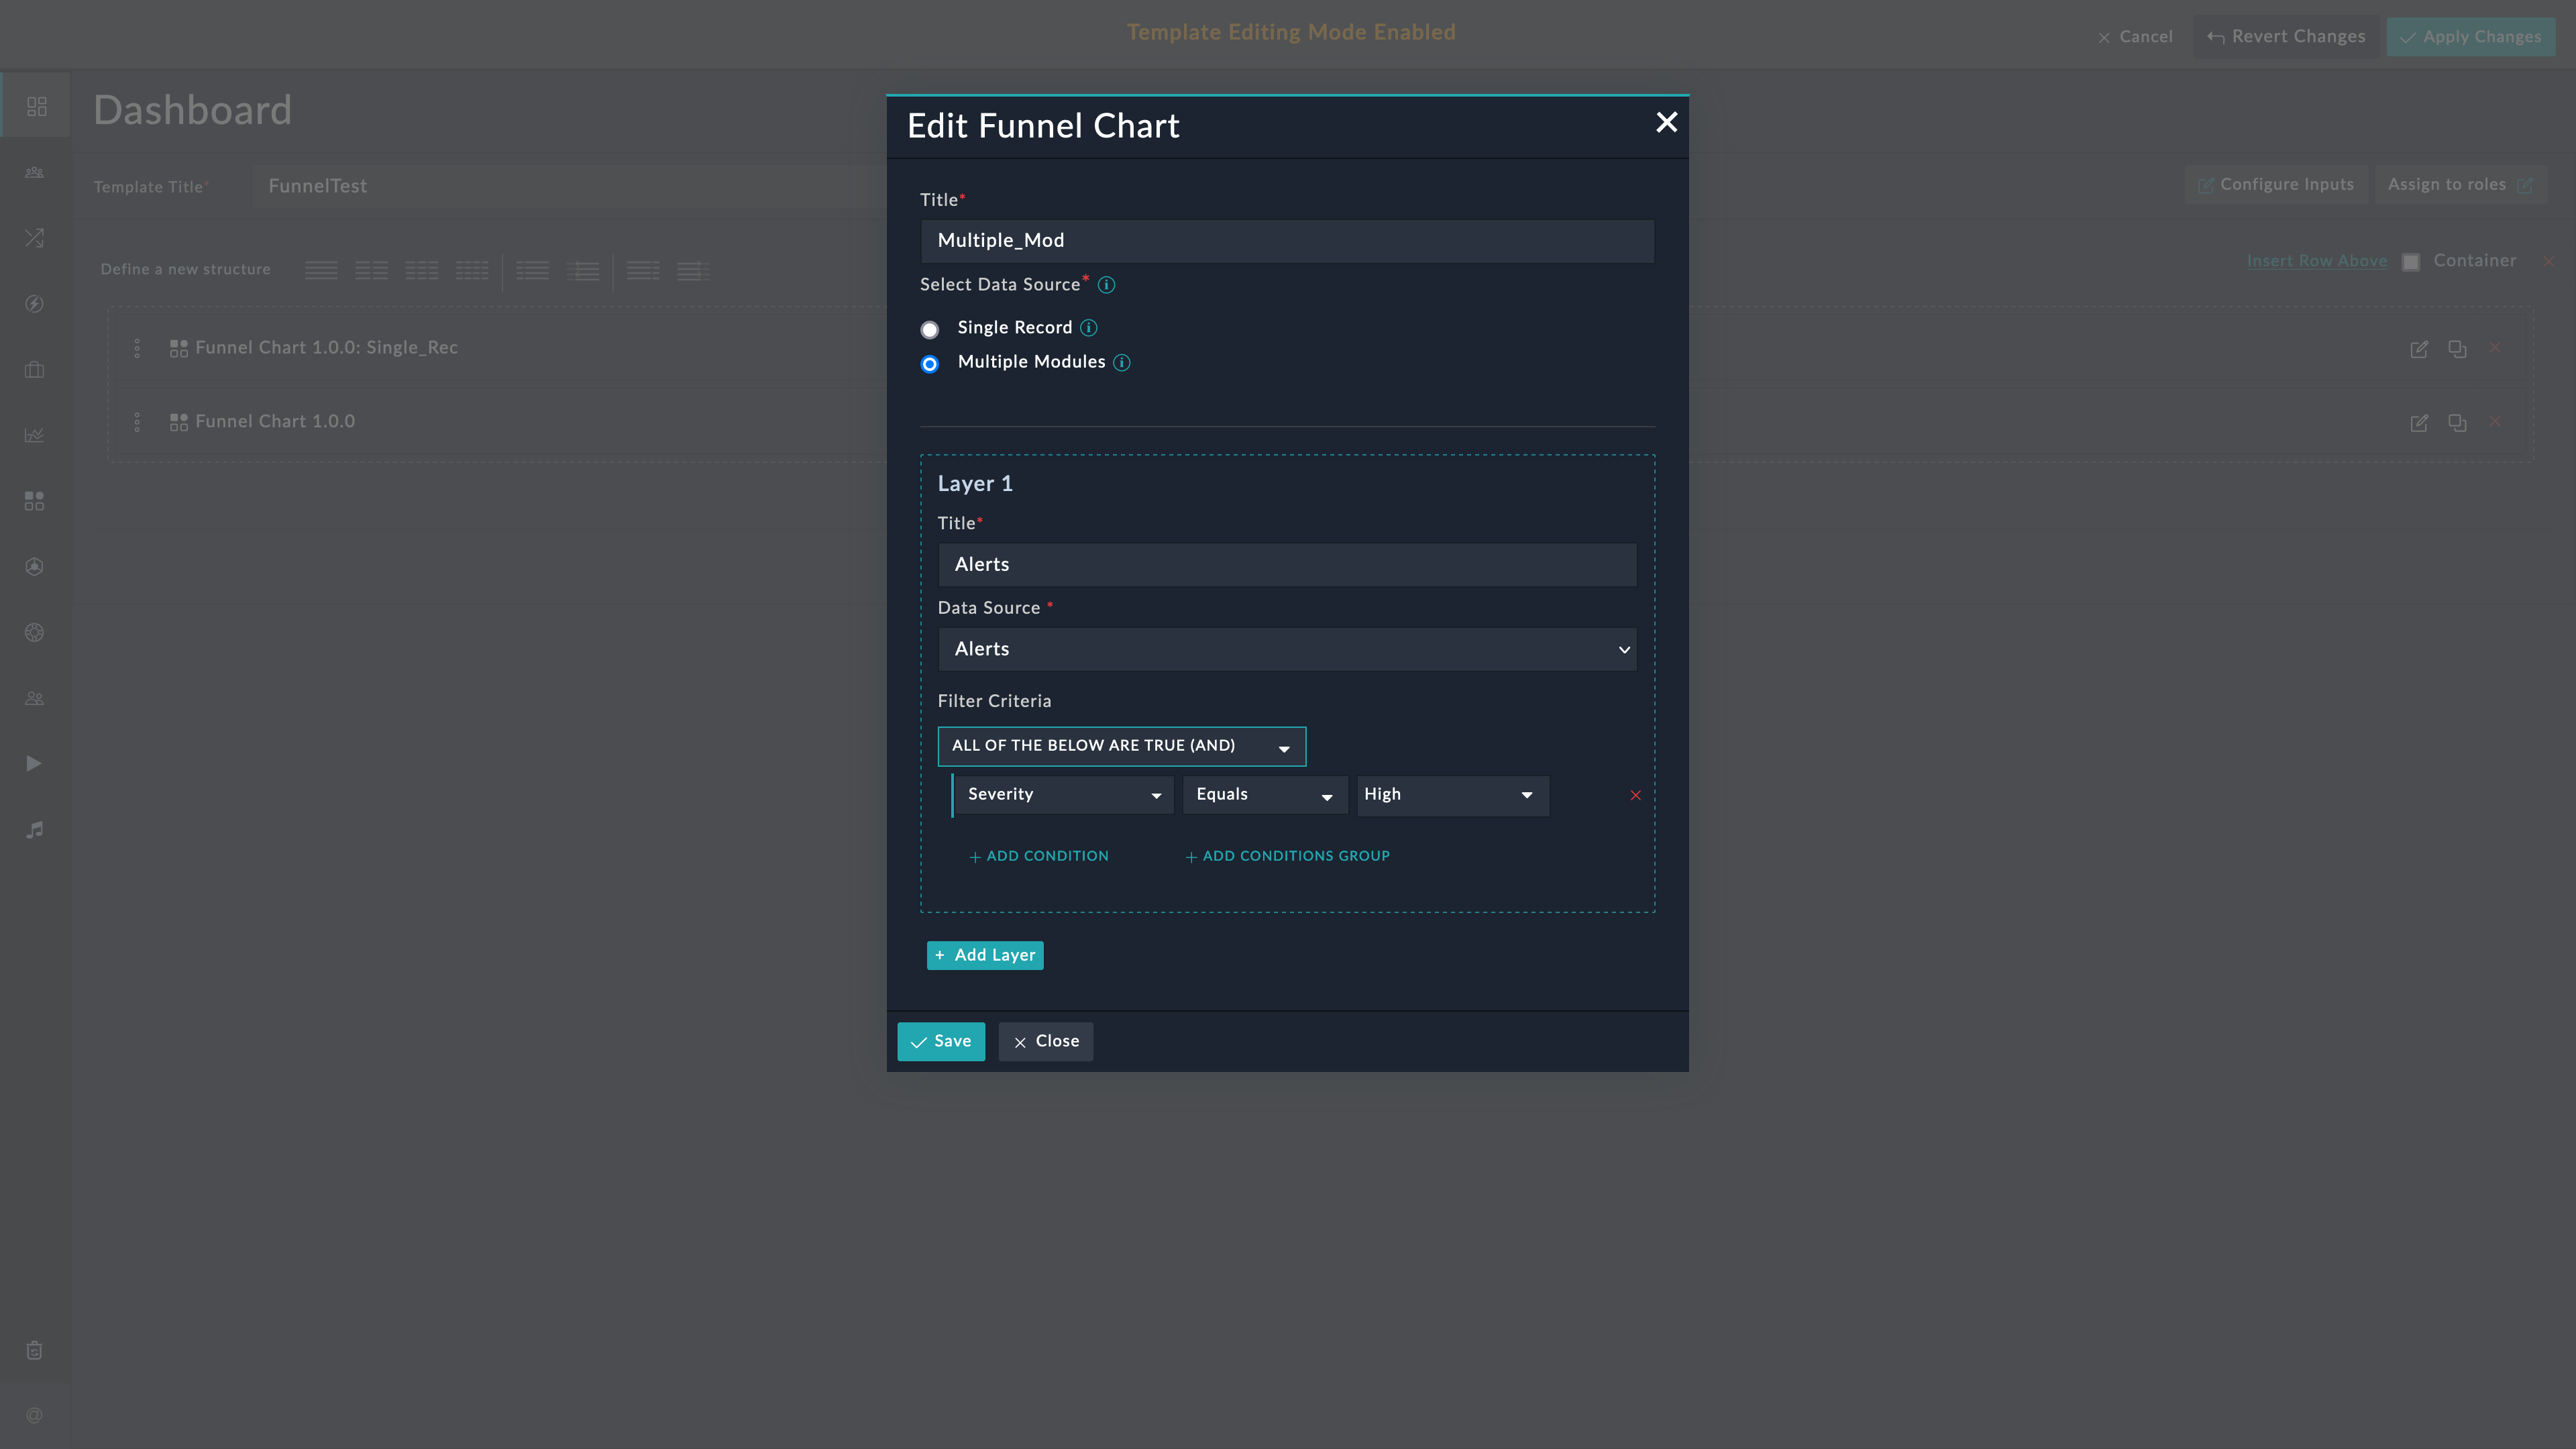 Template Editing Mode Enabled
Cancel
Revert Changes
Apply Changes
Dashboard
Template Title*
FunnelTest
Configure Inputs
Assign to roles
Define a new structure
Insert Row Above
Container
Funnel Chart 1.0.0: Single_Rec
Funnel Chart 1.0.0
Edit Funnel Chart
Title*
Multiple_Mod
Select Data Source*
Single Record
Multiple Modules
Layer 1
Title*
Alerts
Data Source *
Alerts
Filter Criteria
ALL OF THE BELOW ARE TRUE (AND)
Severity Equals High
+ ADD CONDITION + ADD CONDITIONS GROUP
+ Add Layer
Save Close